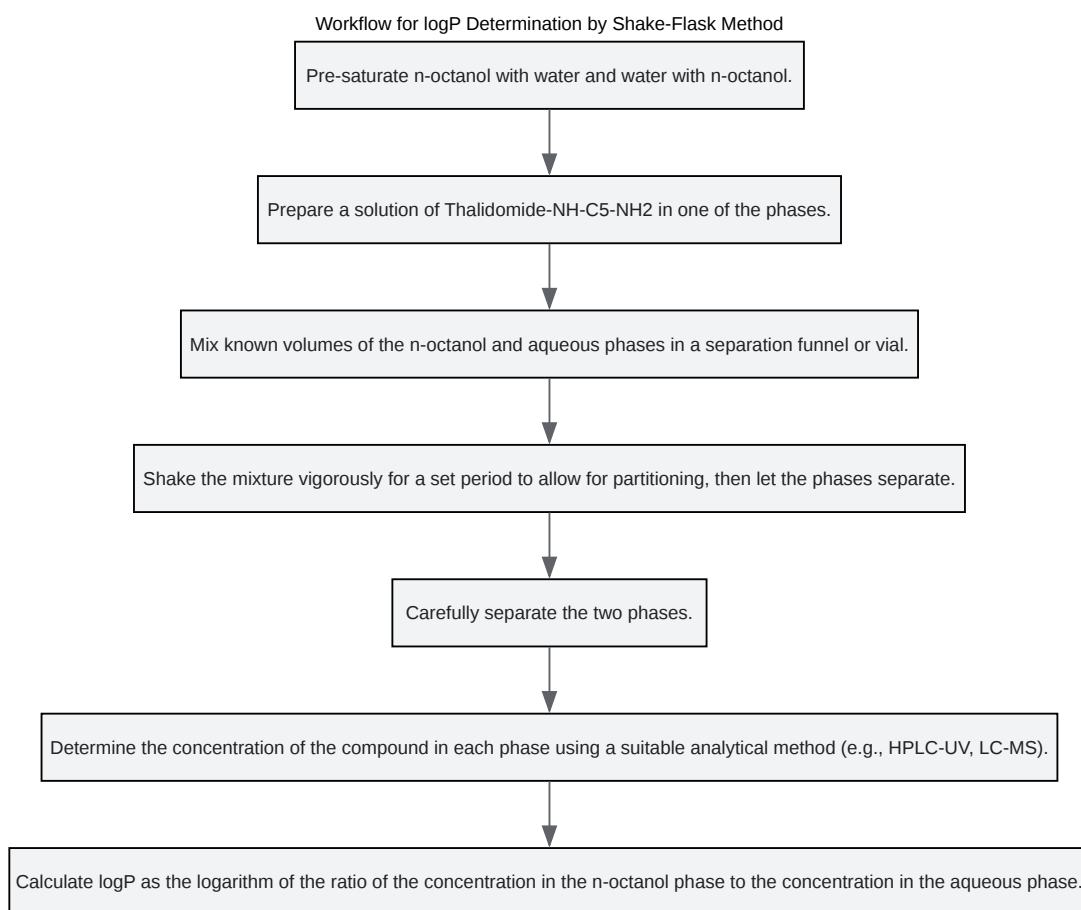 Workflow for logP Determination by Shake-Flask Method
Pre-saturate n-octanol with water and water with n-octanol.
Prepare a solution of Thalidomide-NH-C5-NH2 in one of the phases.
Mix known volumes of the n-octanol and aqueous phases in a separation funnel or vial.
Shake the mixture vigorously for a set period to allow for partitioning, then let the phases separate.
Carefully separate the two phases.
Determine the concentration of the compound in each phase using a suitable analytical method (e.g., HPLC-UV, LC-MS).
Calculate logP as the logarithm of the ratio of the concentration in the n-octanol phase to the concentration in the aqueous phase.